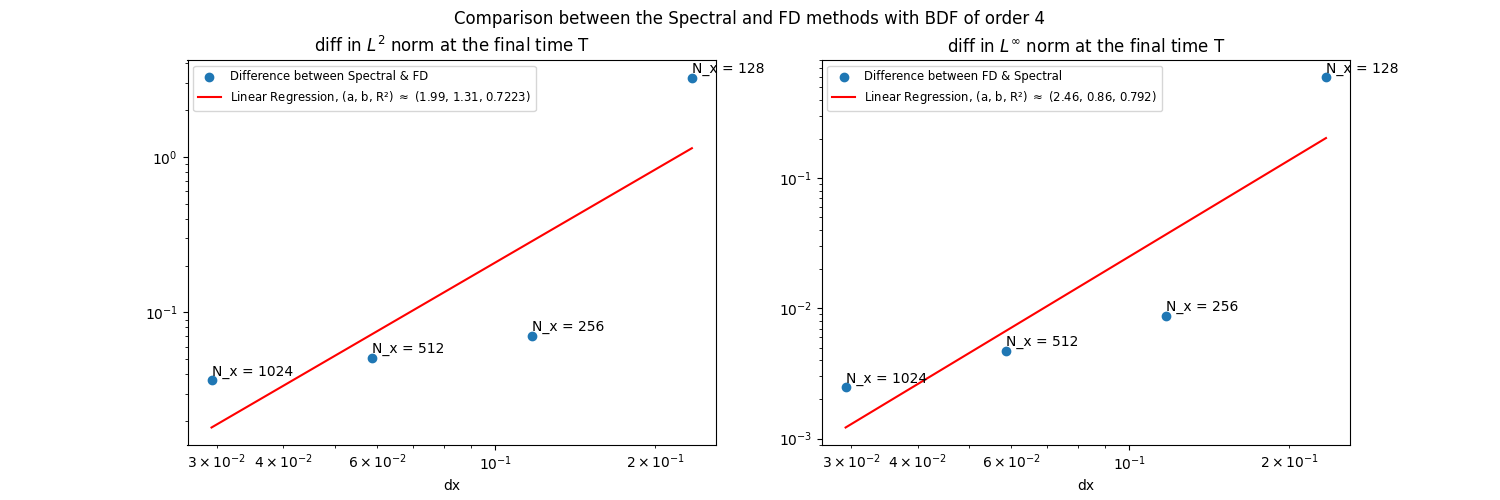 Comparison between the Spectral and FD methods with BDF of order 4
diff in $L^2$ norm at the final time T
Difference between Spectral & FD
Linear Regression, (a, b, R²) ≈ (1.99, 1.31, 0.7223)
N_x = 128
N_x = 256
N_x = 512
N_x = 1024
$10^0$
$10^{-1}$
$3 × 10^{-2}$ $4 × 10^{-2}$ $6 × 10^{-2}$ $10^{-1}$ $2 × 10^{-1}$
dx
diff in $L^∞$ norm at the final time T
Difference between FD & Spectral
Linear Regression, (a, b, R²) ≈ (2.46, 0.86, 0.792)
N_x = 128
N_x = 256
N_x = 512
N_x = 1024
$10^{-1}$
$10^{-2}$
$10^{-3}$
$3 × 10^{-2}$ $4 × 10^{-2}$ $6 × 10^{-2}$ $10^{-1}$ $2 × 10^{-1}$
dx